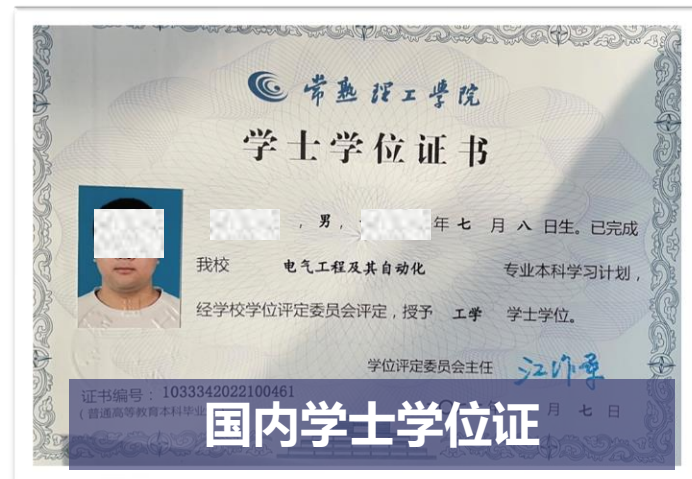 常熟理工学院
学士学位证书
，男， 年 七 月 八 日生。已完成
我校 电气工程及其自动化 专业本科学习计划，
经学校学位评定委员会评定，授予 工学 学士学位。
学位评定委员会主任
证书编号：1033342022100461
月 七 日
（普通高等教育本科毕业
国内学士学位证